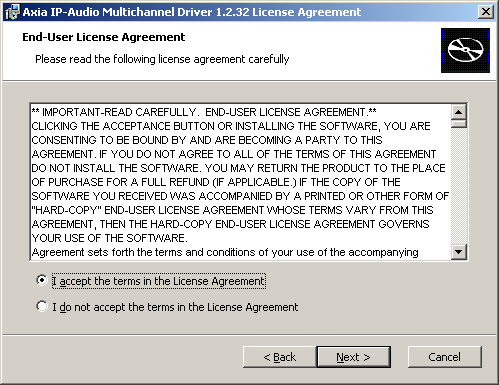 Axia IP-Audio Multichannel Driver 1.2.32 License Agreement
End-User License Agreement
Please read the following license agreement carefully
** IMPORTANT-READ CAREFULLY.  END-USER LICENSE AGREEMENT.**
CLICKING THE ACCEPTANCE BUTTON OR INSTALLING THE SOFTWARE, YOU ARE
CONSENTING TO BE BOUND BY AND ARE BECOMING A PARTY TO THIS
AGREEMENT. IF YOU DO NOT AGREE TO ALL OF THE TERMS OF THIS AGREEMENT
DO NOT INSTALL THE SOFTWARE. YOU MAY RETURN THE PRODUCT TO THE PLACE
OF PURCHASE FOR A FULL REFUND (IF APPLICABLE.) IF THE COPY OF THE
SOFTWARE YOU RECEIVED WAS ACCOMPANIED BY A PRINTED OR OTHER FORM OF
"HARD-COPY" END-USER LICENSE AGREEMENT WHOSE TERMS VARY FROM THIS
AGREEMENT, THEN THE HARD-COPY END-USER LICENSE AGREEMENT GOVERNS
YOUR USE OF THE SOFTWARE.
Agreement sets forth the terms and conditions of your use of the accompanying
I accept the terms in the License Agreement
I do not accept the terms in the License Agreement
< Back
Next >
Cancel